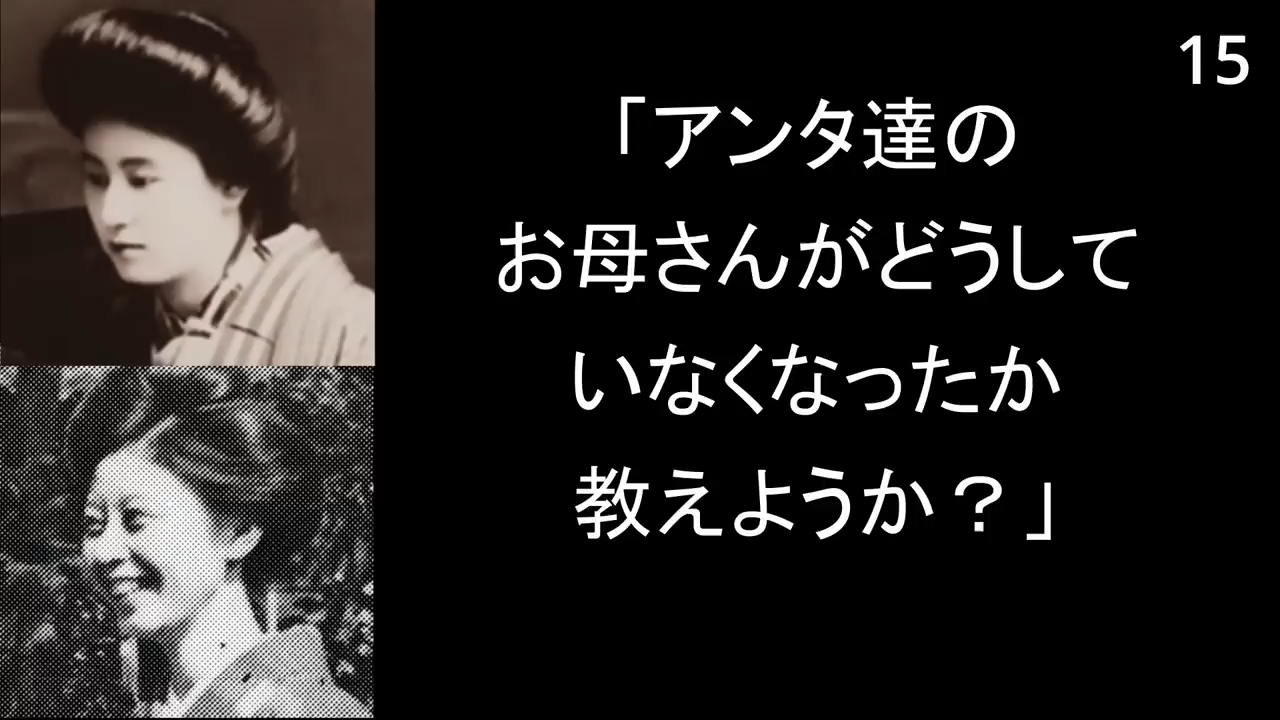 15
「アンタ達の
お母さんがどうして
いなくなったか
教えようか？」